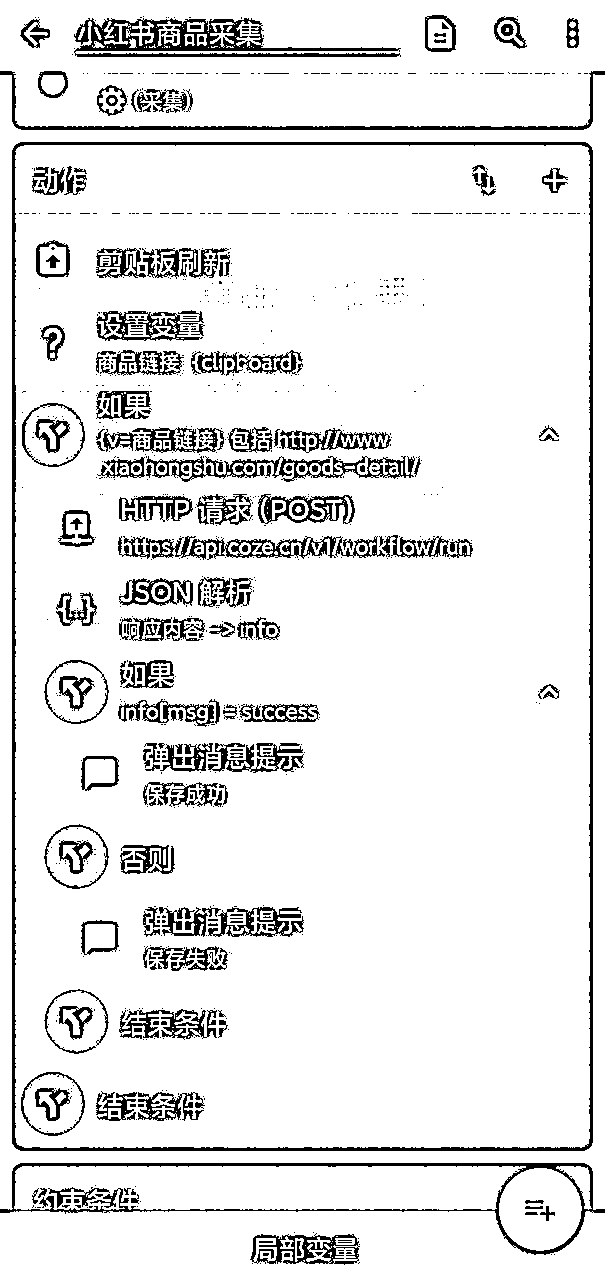 小红书商品采集
(采集)
动作
剪贴板刷新
设置变量
商品链接 {clipboard}
如果
{v=商品链接} 包括 http://www
.xiaohongshu.com/goods-detail/
HTTP 请求 (POST)
https://api.coze.cn/v1/workflow/run
JSON 解析
响应内容 => info
如果
info[msg] = success
弹出消息提示
保存成功
否则
弹出消息提示
保存失败
结束条件
结束条件
约束条件
局部变量